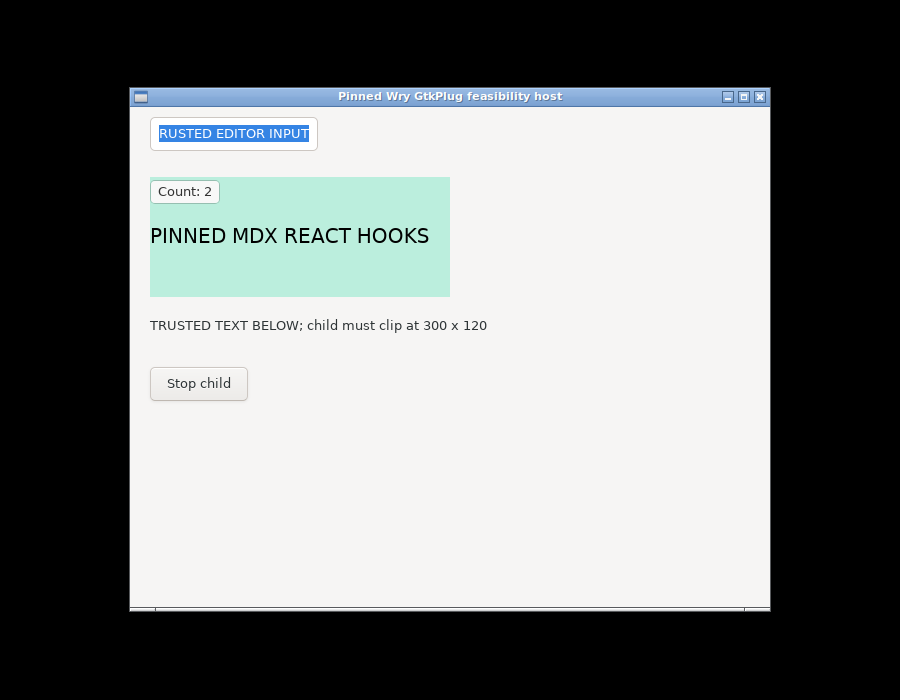 Pinned Wry GtkPlug feasibility host
RUSTED EDITOR INPUT
Count: 2
PINNED MDX REACT HOOKS
TRUSTED TEXT BELOW; child must clip at 300 x 120
Stop child